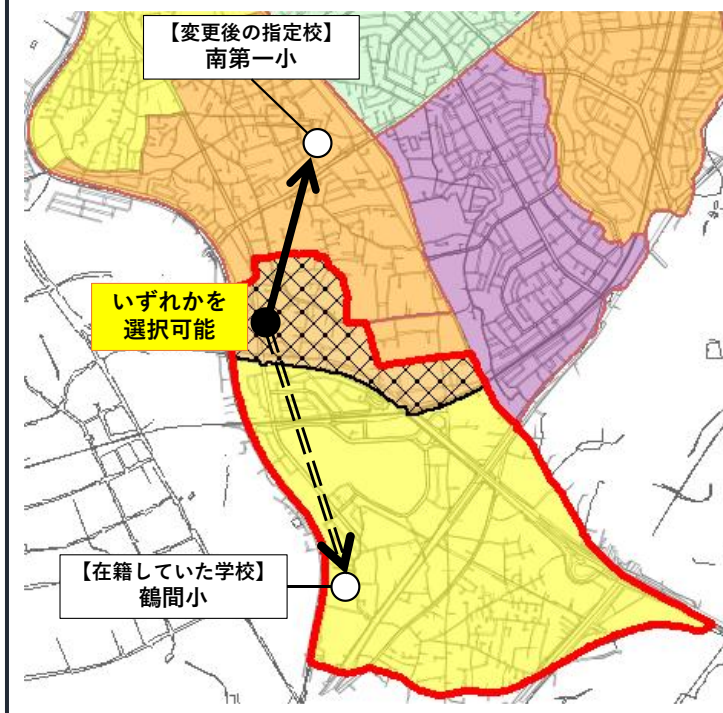 【変更後の指定校】
南第一小
いずれかを
選択可能
【在籍していた学校】
鶴間小